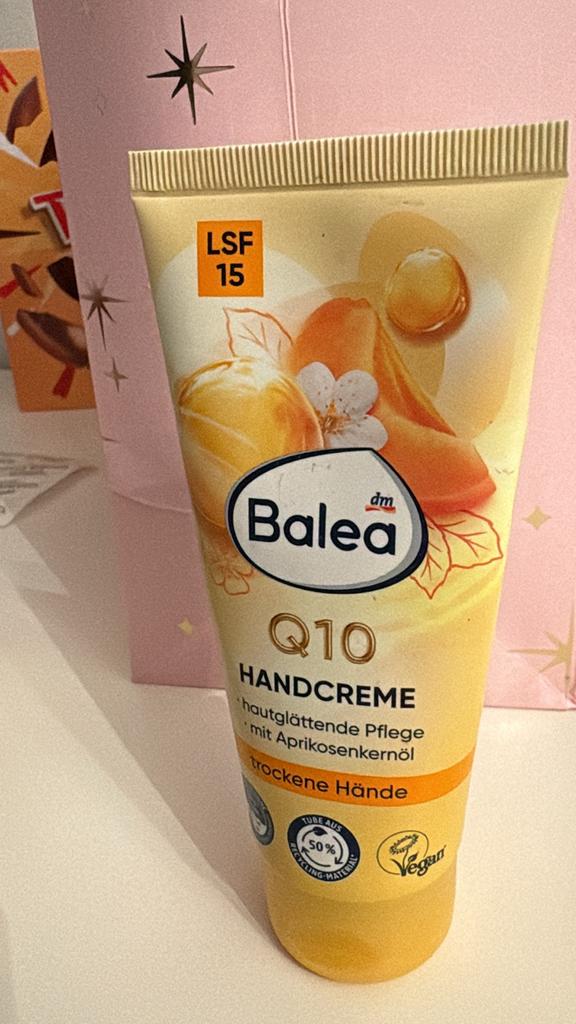 LSF
15
dm
Balea
Q10
HANDCREME
· hautglättende Pflege
· mit Aprikosenkernöl
trockene Hände
TUBE AUS
50 %
RECYCLING-MATERIAL*
Vegan